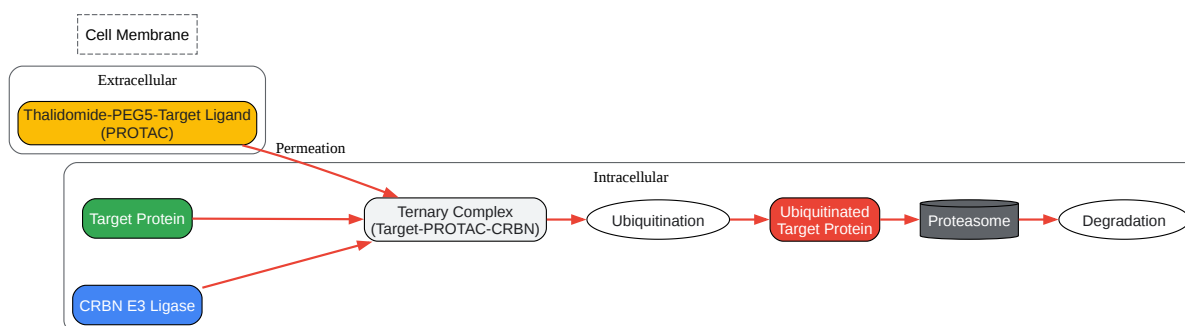 Cell Membrane
Extracellular
Thalidomide-PEG5-Target Ligand
(PROTAC)
Permeation
Intracellular
Target Protein
Ternary Complex
(Target-PROTAC-CRBN)
Ubiquitination
Ubiquitinated
Target Protein
Proteasome
Degradation
CRBN E3 Ligase